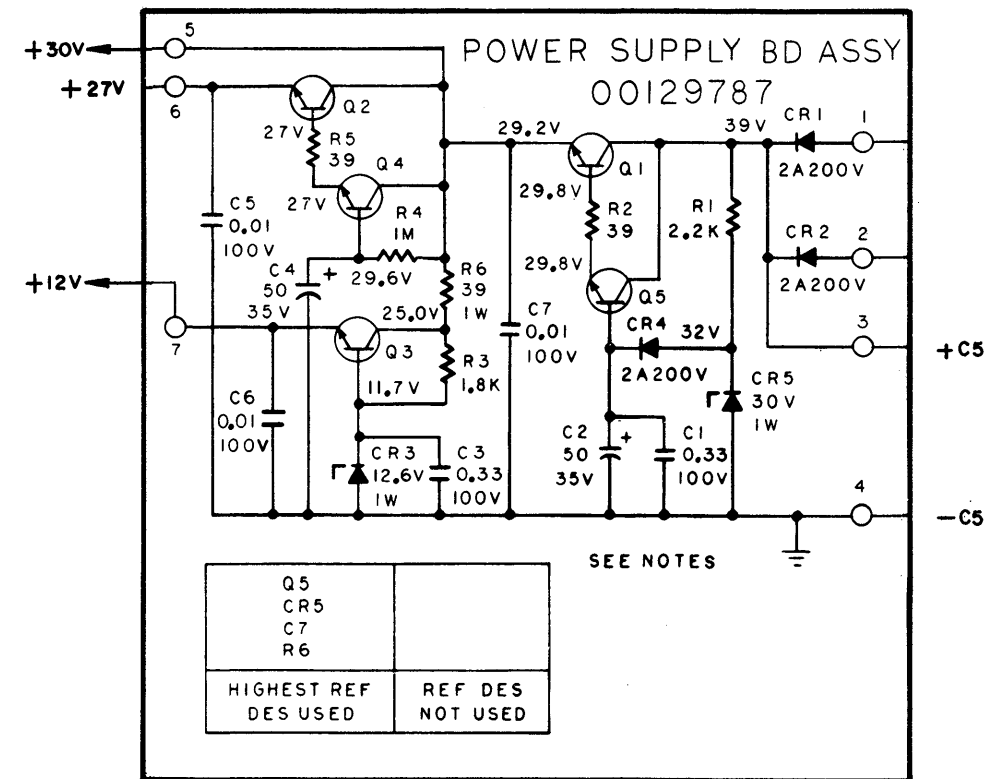 POWER SUPPLY BD ASSY
00129787
+30V
5
+27V
6
Q2
27V
R5
39
Q4
27V
R4
1M
29.6V
C5
0.01
100V
C4
+
50
35V
+12V
7
R6
39
1W
25.0V
Q3
11.7V
R3
1.8K
C6
0.01
100V
CR3
12.6V
1W
C3
0.33
100V
29.2V
Q1
29.8V
R2
39
29.8V
Q5
C7
0.01
100V
39V
CR1
1
2A200V
R1
2.2K
CR2
2
2A200V
3
+C5
CR4
32V
2A200V
CR5
30V
1W
C2
+
50
35V
C1
0.33
100V
4
-C5
SEE NOTES
Q5
CR5
C7
R6
HIGHEST REF
DES USED
REF DES
NOT USED